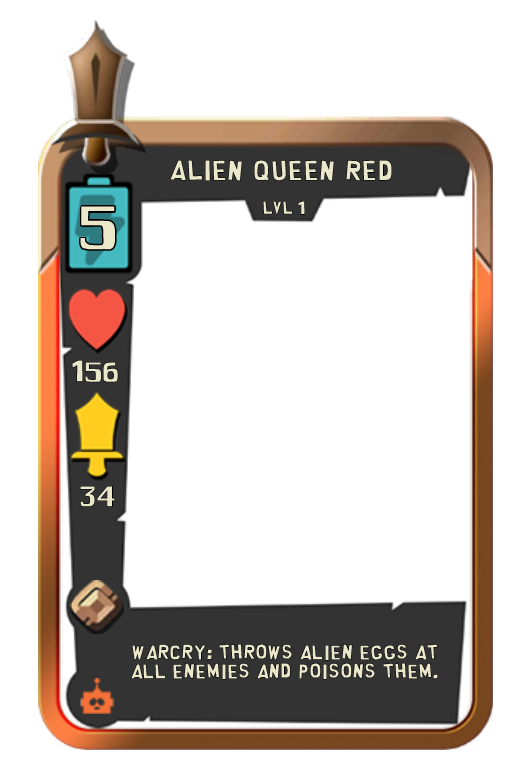 ALIEN QUEEN RED
LVL 1
5
156
34
WARCRY: THROWS ALIEN EGGS AT
ALL ENEMIES AND POISONS THEM.